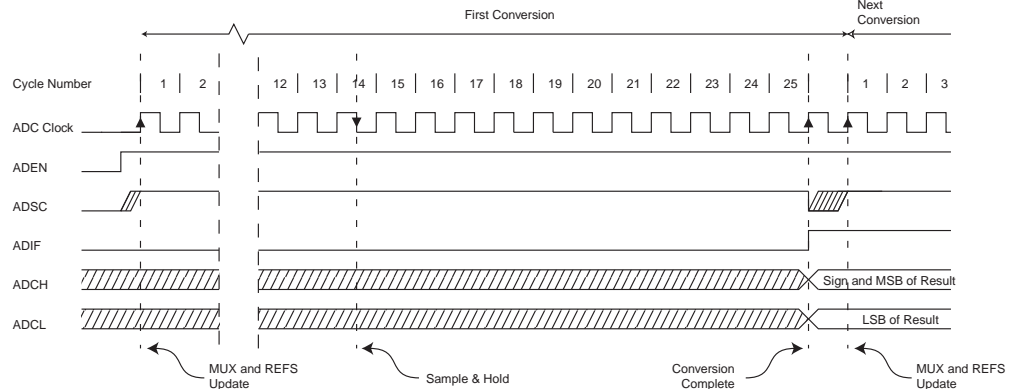 First Conversion
Next
Conversion
Cycle Number 1 2 12 13 14 15 16 17 18 19 20 21 22 23 24 25 1 2 3
ADC Clock
ADEN
ADSC
ADIF
ADCH Sign and MSB of Result
ADCL LSB of Result
MUX and REFS
Update
Sample & Hold
Conversion
Complete
MUX and REFS
Update